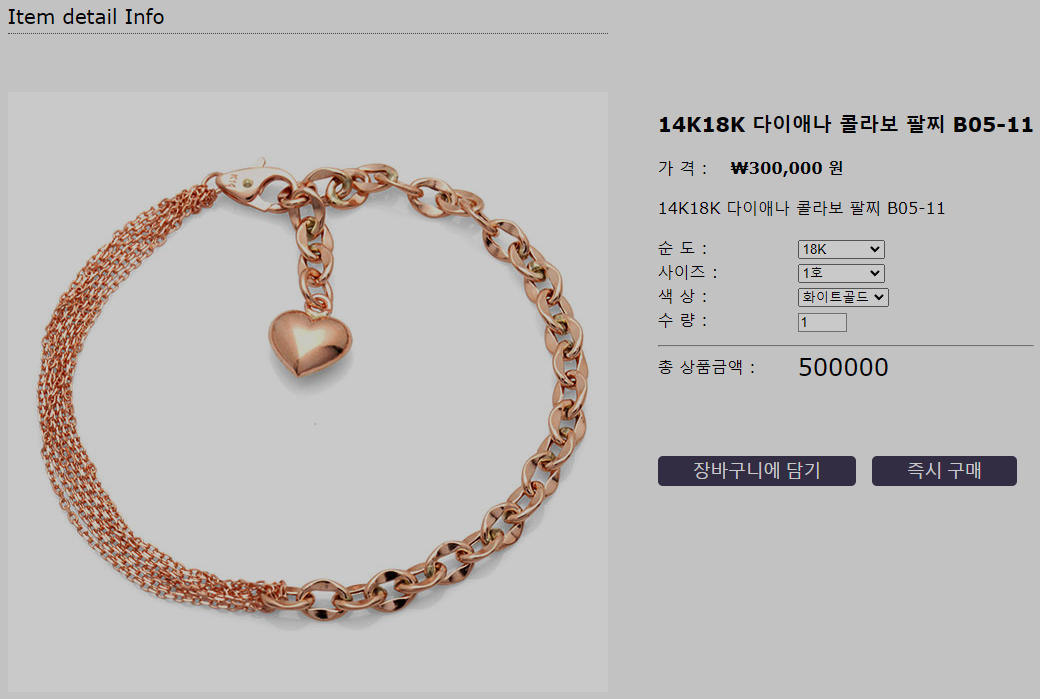 Item detail Info
14K18K 다이애나 콜라보 팔찌 B05-11
가 격 : ₩300,000 원
14K18K 다이애나 콜라보 팔찌 B05-11
순 도 : 18K
사이즈 : 1호
색 상 : 화이트골드
수 량 : 1
총 상품금액 : 500000
장바구니에 담기 즉시 구매